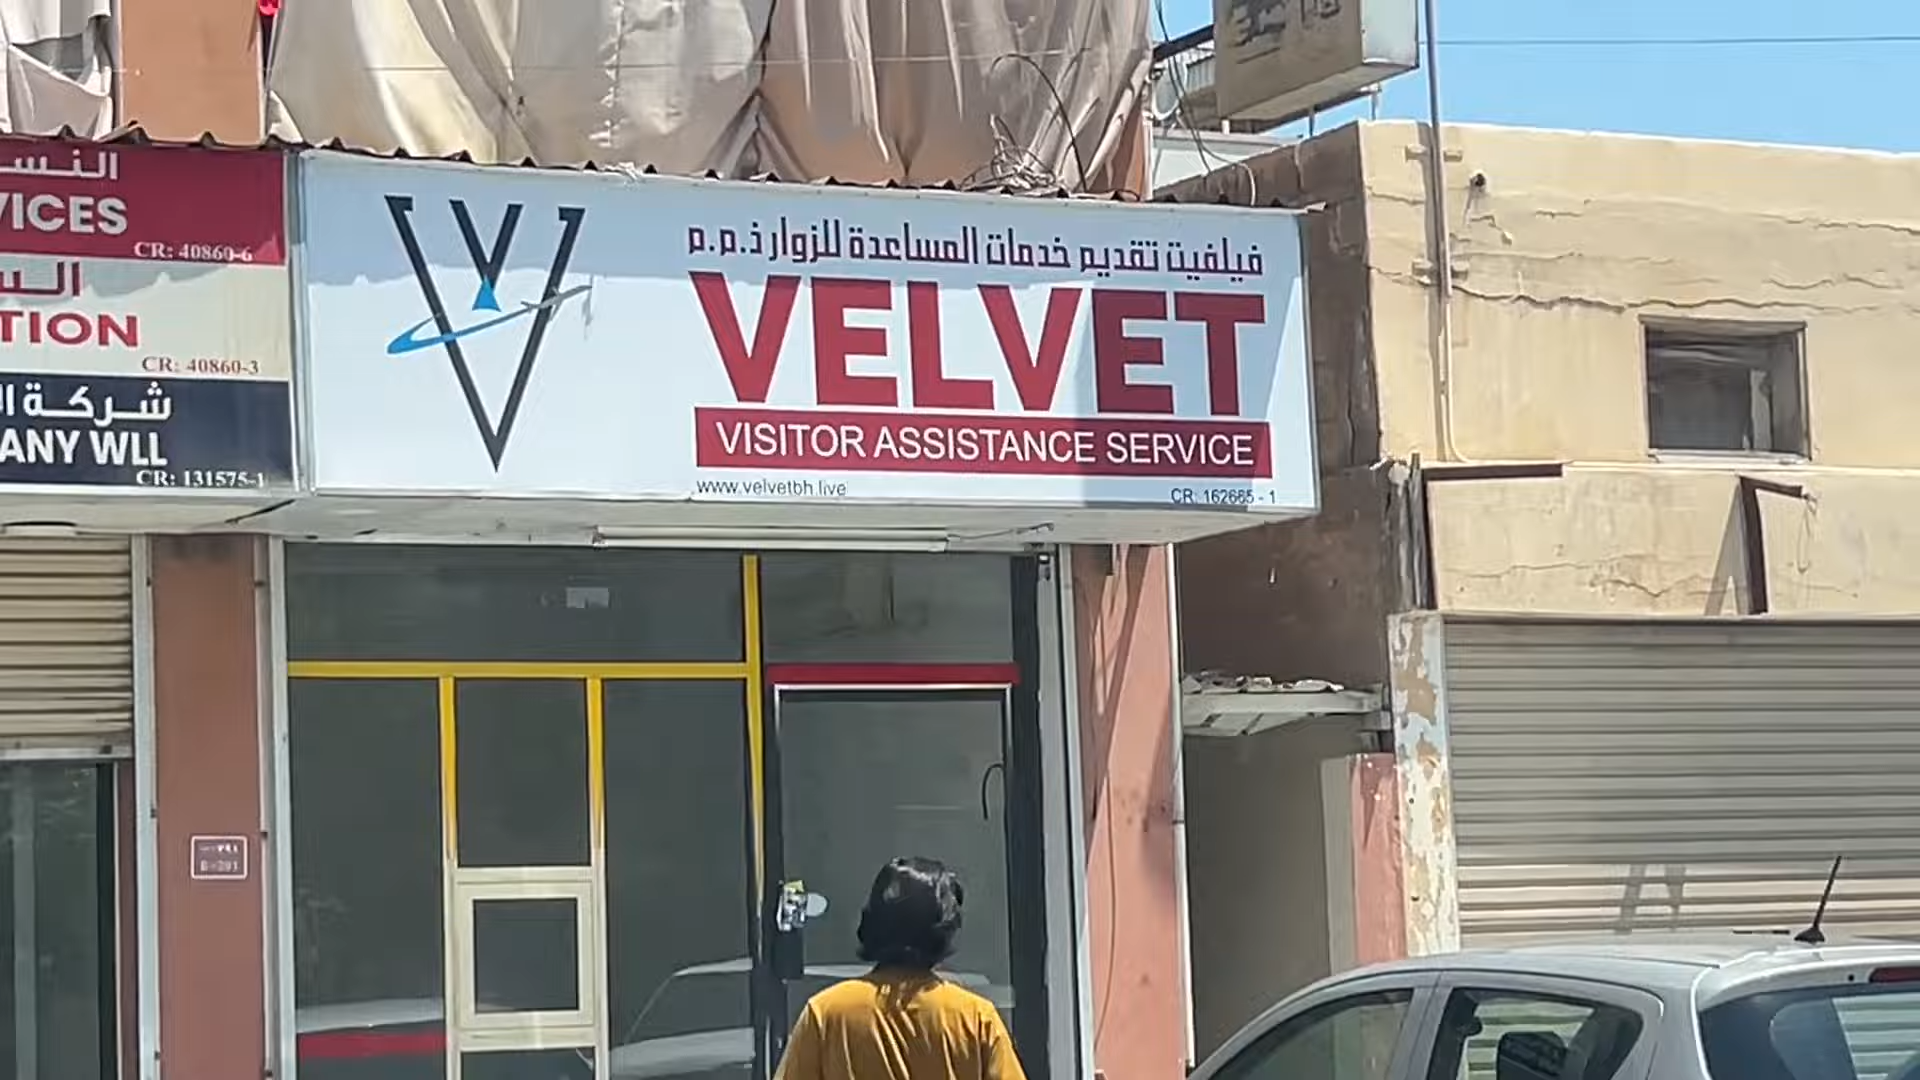 النس
VICES
CR: 40860-6
الس
TION
CR: 40860-3
شركة ال
ANY WLL
CR: 131575-1
فيلفيت تقديم خدمات المساعدة للزوار ذ.م.م
VELVET
VISITOR ASSISTANCE SERVICE
www.velvetbh.live
CR: 162665 - 1